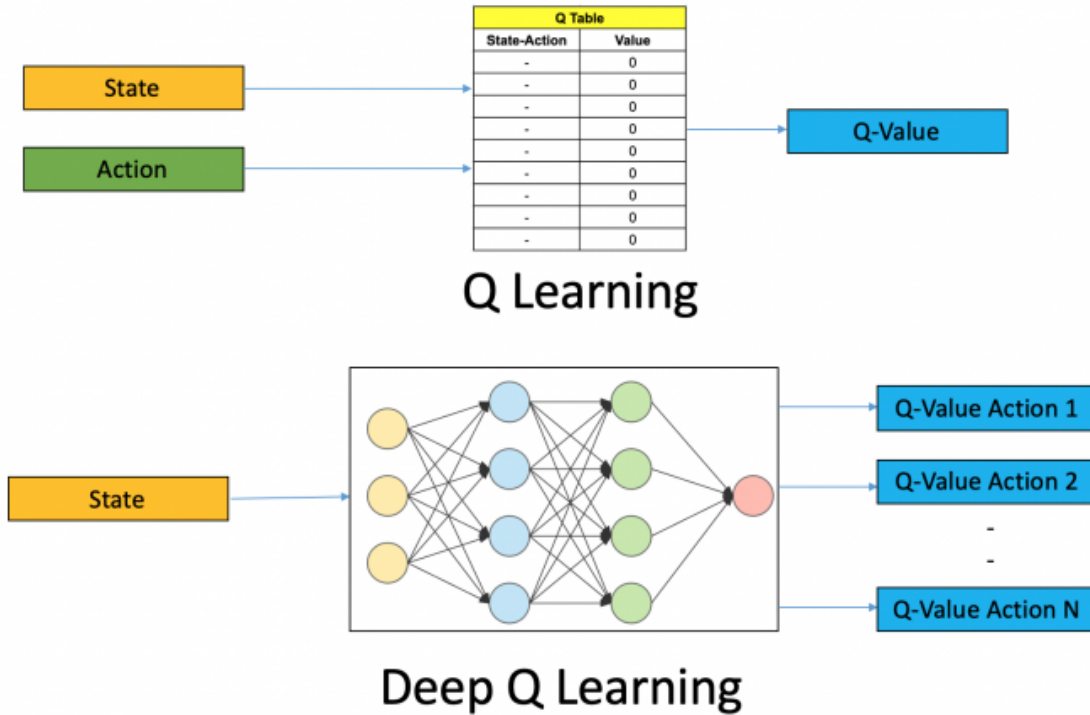 Q Table
State-Action Value
- 0
- 0
- 0
- 0
- 0
- 0
- 0
- 0
- 0
State
Action
Q-Value
Q Learning
State
Q-Value Action 1
Q-Value Action 2
-
-
Q-Value Action N
Deep Q Learning